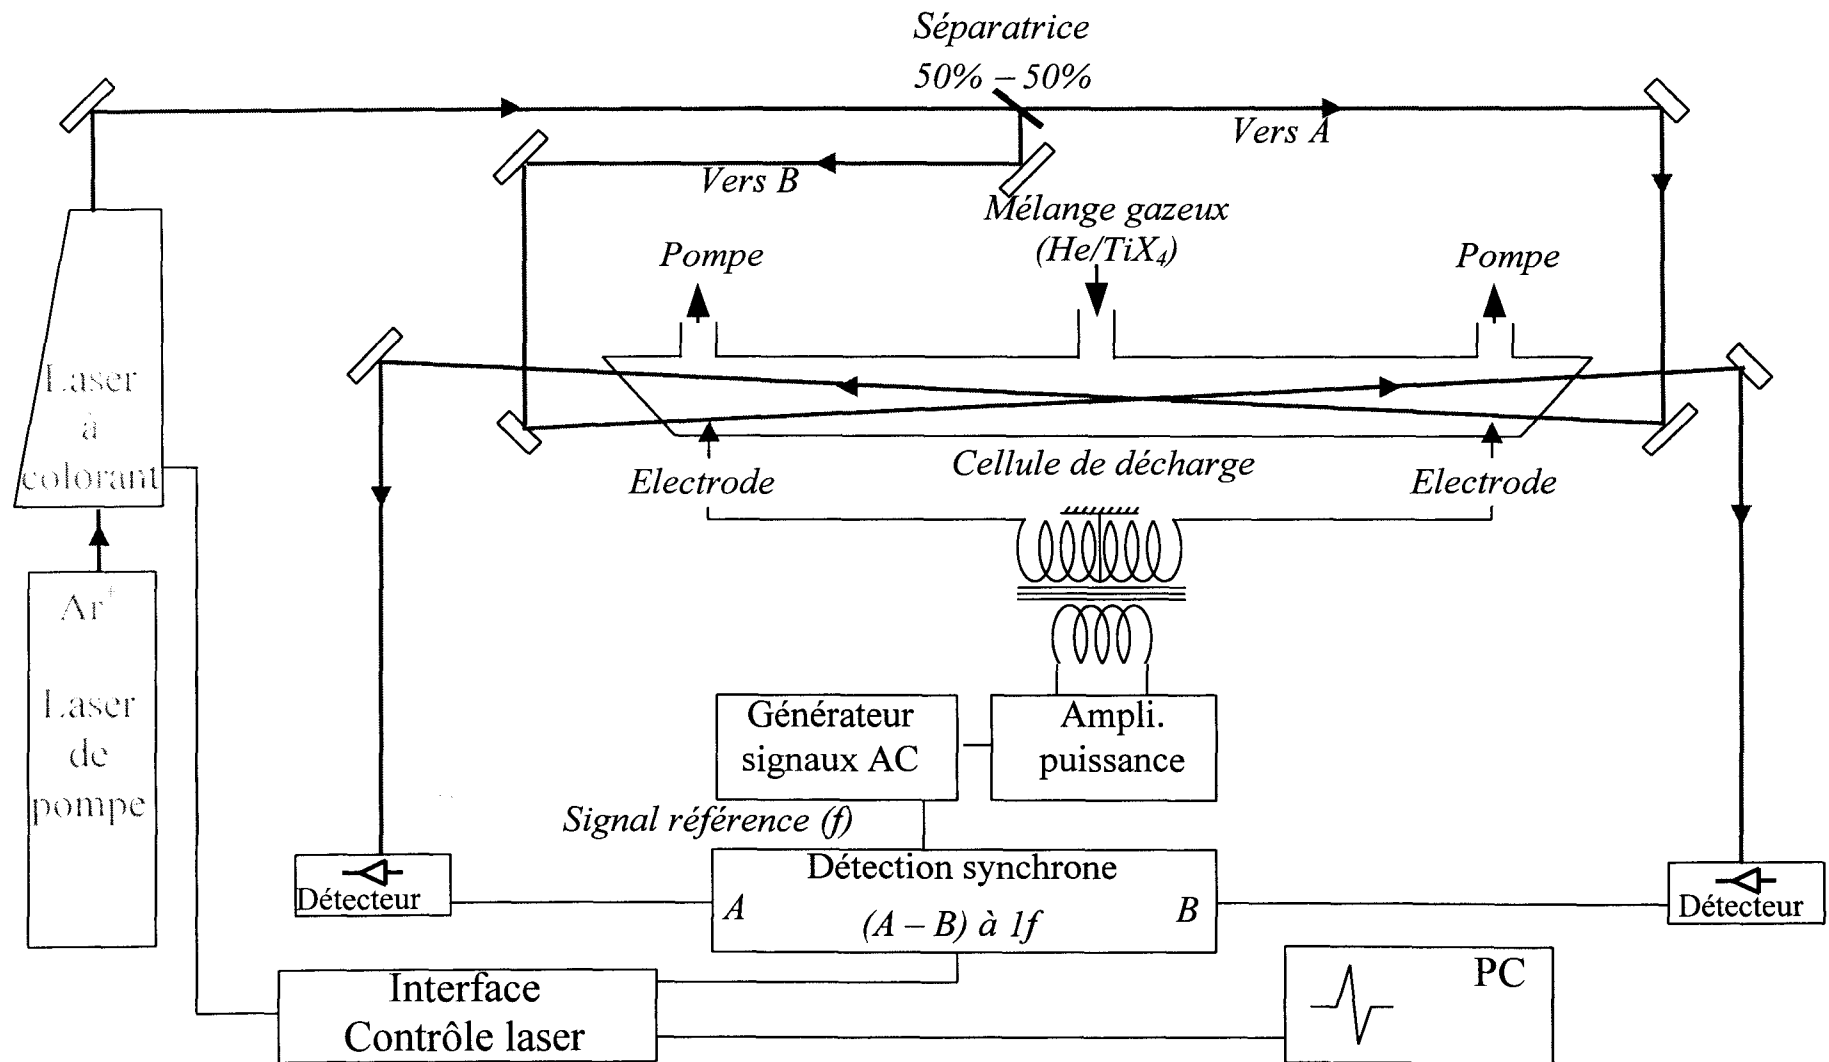 Séparatrice
50% – 50%
Vers A
Vers B
Mélange gazeux
(He/TiX₄)
Pompe
Pompe
Laser
à
colorant
Electrode
Cellule de décharge
Electrode
Ar⁺
Laser
de
pompe
Générateur
signaux AC
Ampli.
puissance
Signal référence (f)
Détecteur
Détection synchrone
A
(A – B) à 1f
B
Détecteur
Interface
Contrôle laser
PC